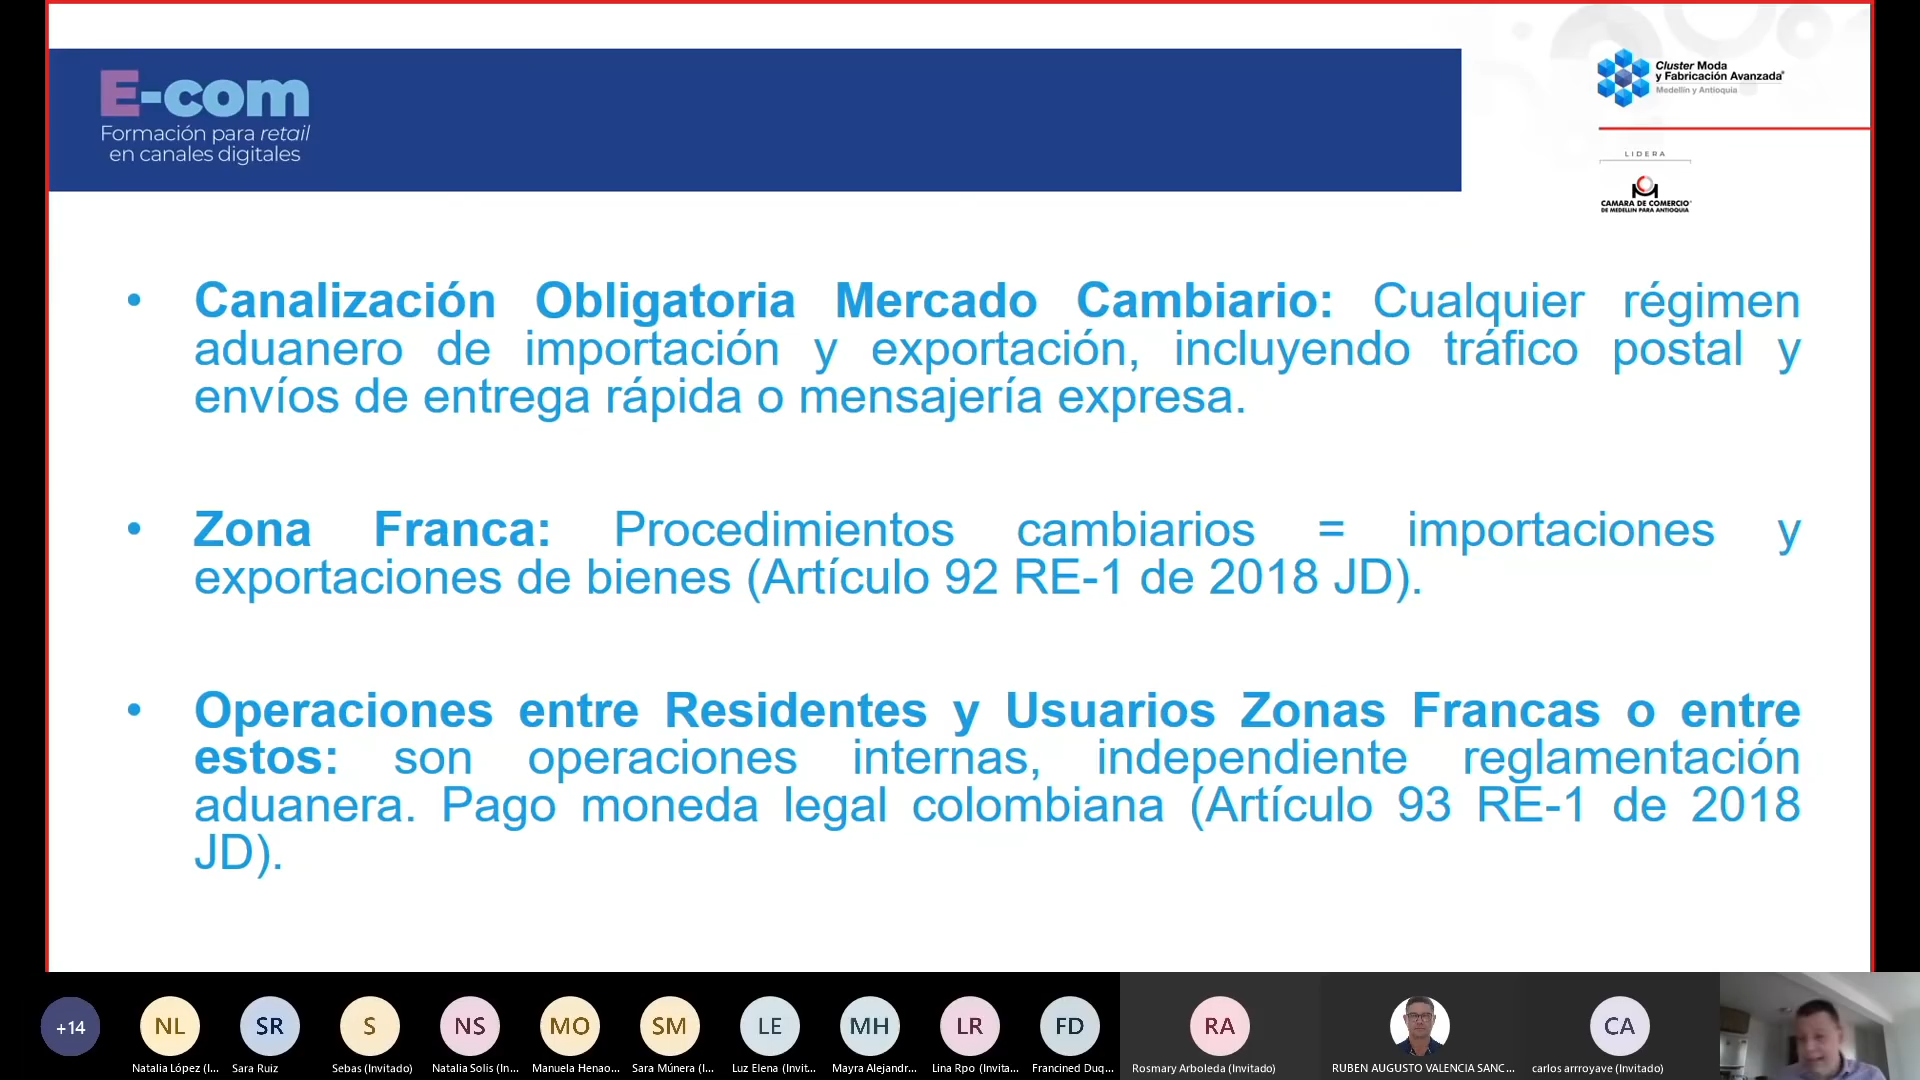 E-com
Formación para retail
en canales digitales
Cluster Moda
y Fabricación Avanzada®
Medellín y Antioquia
LIDERA
CAMARA DE COMERCIO®
DE MEDELLIN PARA ANTIOQUIA
• Canalización Obligatoria Mercado Cambiario: Cualquier régimen
aduanero de importación y exportación, incluyendo tráfico postal y
envíos de entrega rápida o mensajería expresa.
• Zona Franca: Procedimientos cambiarios = importaciones y
exportaciones de bienes (Artículo 92 RE-1 de 2018 JD).
• Operaciones entre Residentes y Usuarios Zonas Francas o entre
estos: son operaciones internas, independiente reglamentación
aduanera. Pago moneda legal colombiana (Artículo 93 RE-1 de 2018
JD).
+14
NL
SR
S
NS
MO
SM
LE
MH
LR
FD
RA
CA
Natalia López (I...
Sara Ruiz
Sebas (Invitado)
Natalia Solis (In...
Manuela Henao...
Sara Múnera (I...
Luz Elena (Invit...
Mayra Alejandr...
Lina Rpo (Invita...
Francined Duq...
Rosmary Arboleda (Invitado)
RUBEN AUGUSTO VALENCIA SANC...
carlos arrroyave (Invitado)